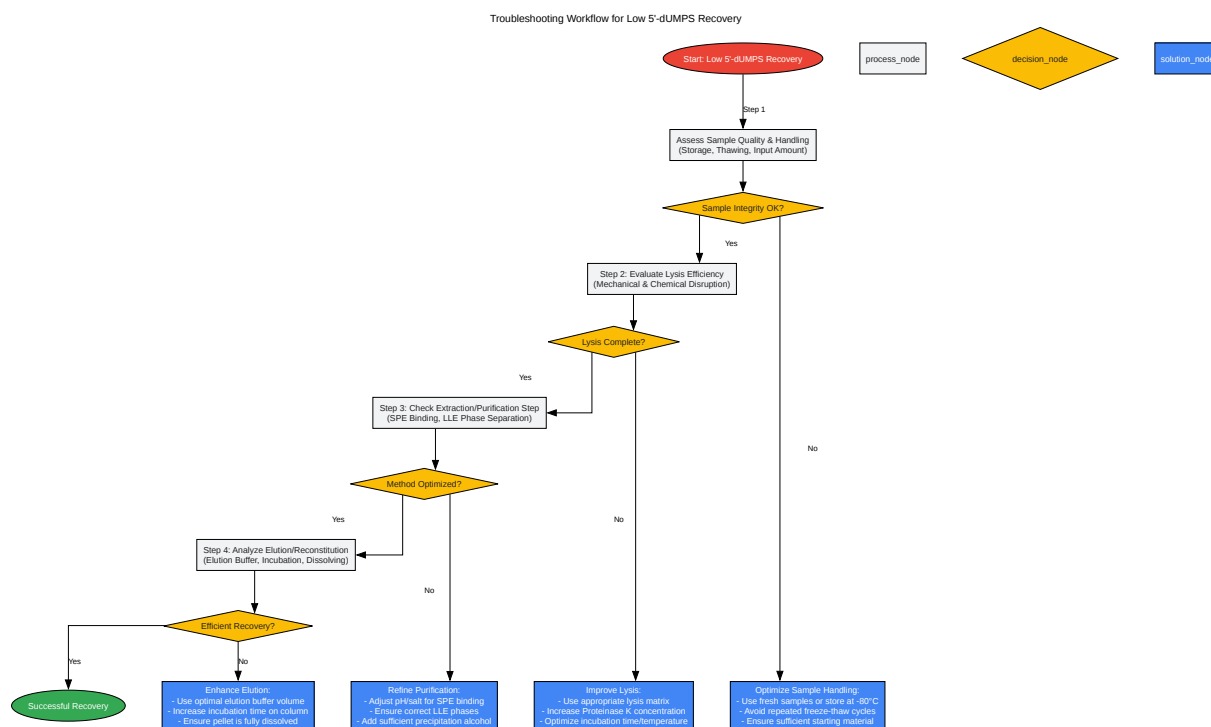 Troubleshooting Workflow for Low 5'-dUMPS Recovery
Start: Low 5'-dUMPS Recovery
process_node
decision_node
solution_node
Step 1
Assess Sample Quality & Handling
(Storage, Thawing, Input Amount)
Sample Integrity OK?
Yes
Step 2: Evaluate Lysis Efficiency
(Mechanical & Chemical Disruption)
Lysis Complete?
Yes
Step 3: Check Extraction/Purification Step
(SPE Binding, LLE Phase Separation)
No
Method Optimized?
Yes
No
Step 4: Analyze Elution/Reconstitution
(Elution Buffer, Incubation, Dissolving)
No
Efficient Recovery?
Yes
No
Successful Recovery
Enhance Elution:
- Use optimal elution buffer volume
- Increase incubation time on column
- Ensure pellet is fully dissolved
Refine Purification:
- Adjust pH/salt for SPE binding
- Ensure correct LLE phases
- Add sufficient precipitation alcohol
Improve Lysis:
- Use appropriate lysis matrix
- Increase Proteinase K concentration
- Optimize incubation time/temperature
Optimize Sample Handling:
- Use fresh samples or store at -80°C
- Avoid repeated freeze-thaw cycles
- Ensure sufficient starting material